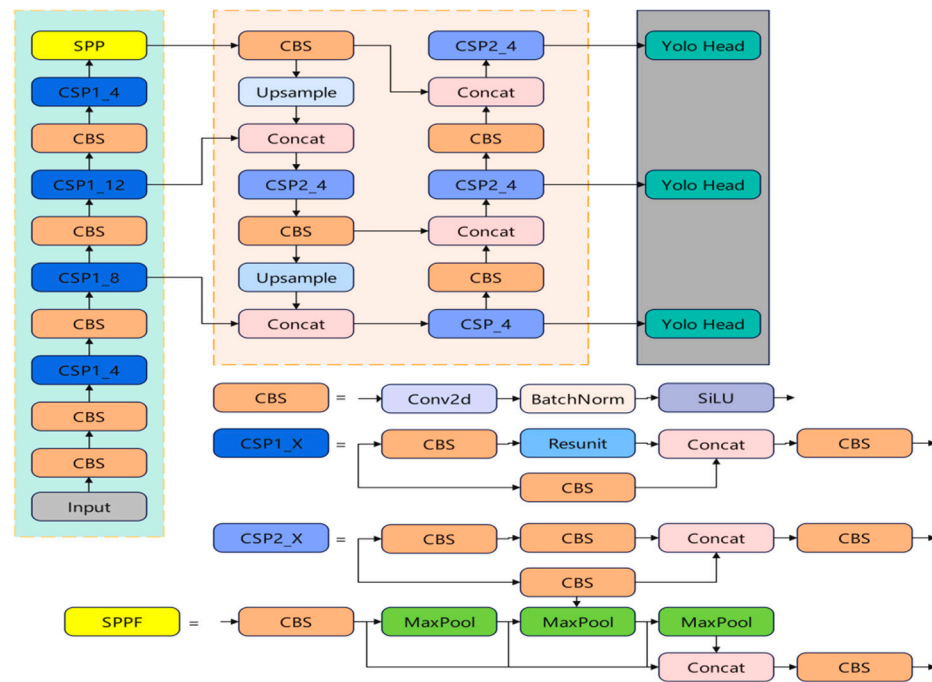 SPP
CSP1_4
CBS
CSP1_12
CBS
CSP1_8
CBS
CSP1_4
CBS
CBS
Input
CBS
Upsample
Concat
CSP2_4
CBS
Upsample
Concat
CSP2_4
Concat
CBS
CSP2_4
Concat
CBS
CSP_4
Yolo Head
Yolo Head
Yolo Head
CBS = Conv2d BatchNorm SiLU
CSP1_X = CBS Resunit Concat CBS
CBS
CSP2_X = CBS CBS Concat CBS
CBS
SPPF = CBS MaxPool MaxPool MaxPool
Concat CBS